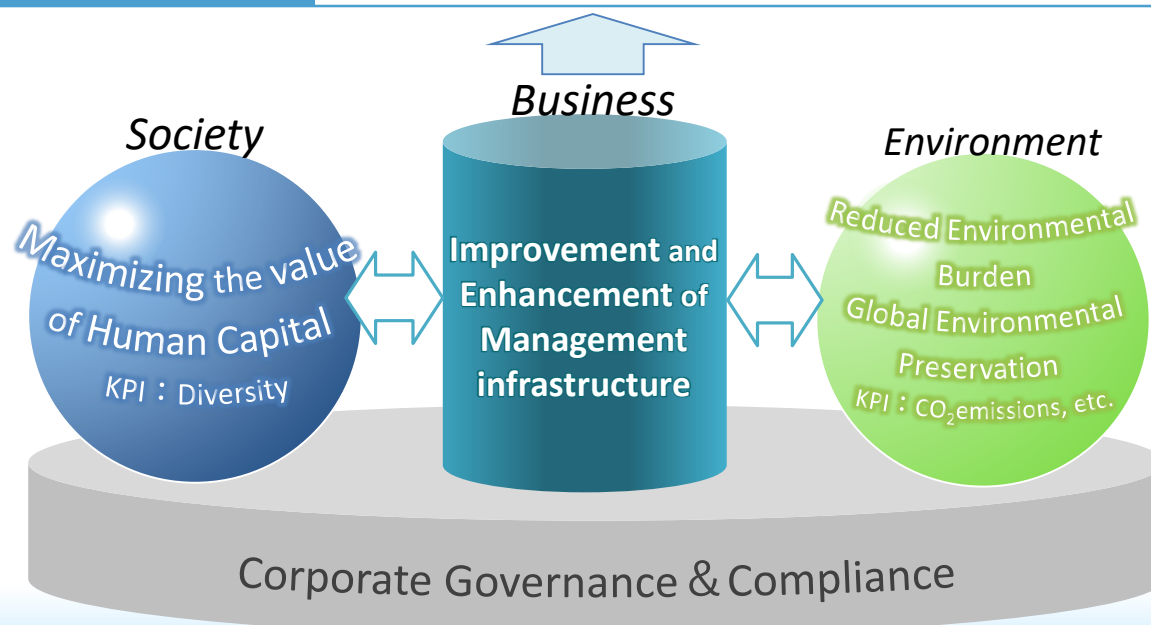 Society
Maximizing the value
of Human Capital
KPI：Diversity
Business
Improvement and
Enhancement of
Management
infrastructure
Environment
Reduced Environmental
Burden
Global Environmental
Preservation
KPI：CO₂emissions, etc.
Corporate Governance & Compliance